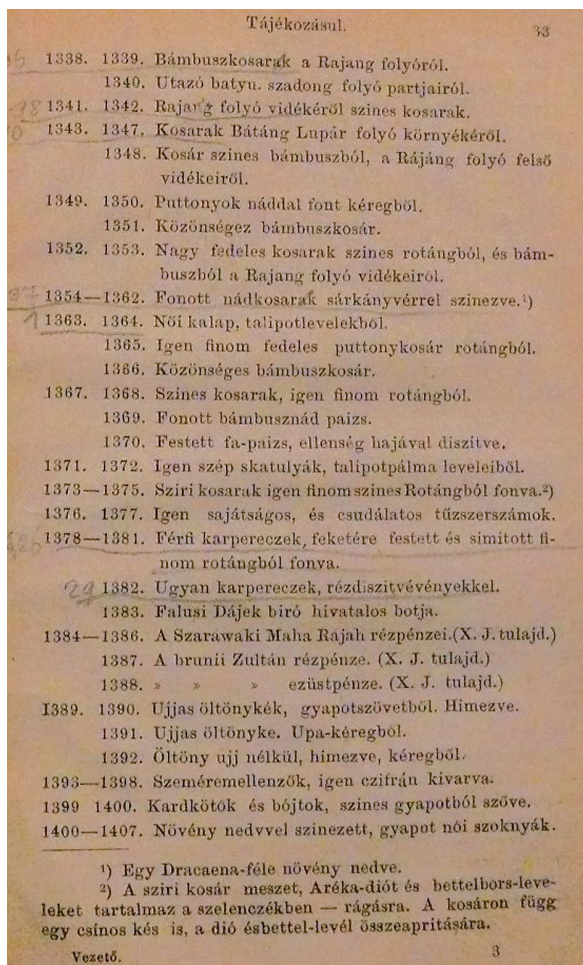 Tájékozásul. 33
1338. 1339. Bámbuszkosarak a Rajang folyóról.
1340. Utazó batyu. szadong folyó partjairól.
1341. 1342. Rajang folyó vidékéről szines kosarak.
1343. 1347. Kosarak Bátáng Lupár folyó környékéről.
1348. Kosár szines bámbuszból, a Rájáng folyó felső
vidékeiről.
1349. 1350. Puttonyok náddal font kéregből.
1351. Közönségez bámbuszkosár.
1352. 1353. Nagy fedeles kosarak szines rotángból, és bám-
buszból a Rajang folyó vidékeiről.
1354—1362. Fonott nádkosarak sárkányvérrel szinezve.¹)
1363. 1364. Női kalap, talipotlevelekből.
1365. Igen finom fedeles puttonykosár rotángból.
1366. Közönséges bámbuszkosár.
1367. 1368. Szines kosarak, igen finom rotángból.
1369. Fonott bámbusznád paizs.
1370. Festett fa-paizs, ellenség hajával diszitve.
1371. 1372. Igen szép skatulyák, talipotpálma leveleiből.
1373—1375. Sziri kosarak igen finom szines Rotángból fonva.²)
1376. 1377. Igen sajátságos, és csudálatos tűzszerszámok.
1378—1381. Férfi karpereczek, feketére festett és simitott fi-
nom rotángból fonva.
29 1382. Ugyan karpereczek, rézdiszitvévényekkel.
1383. Falusi Dájek biró hivatalos botja.
1384—1386. A Szarawaki Maha Rajah rézpénzei.(X. J. tulajd.)
1387. A brunii Zultán rézpénze. (X. J. tulajd.)
1388. » » » ezüstpénze. (X. J. tulajd.)
1389. 1390. Ujjas öltönykék, gyapotszövetből. Himezve.
1391. Ujjas öltönyke. Upa-kéregből.
1392. Öltöny ujj nélkül, himezve, kéregből.
1393—1398. Szeméremellenzők, igen czifrán kivarva.
1399 1400. Kardkötők és bójtok, szines gyapotból szőve.
1400—1407. Növény nedvvel szinezett, gyapot női szoknyák.
¹) Egy Dracaena-féle növény nedve.
²) A sziri kosár meszet, Aréka-diót és bettelbors-leve-
leket tartalmaz a szelenczékben — rágásra. A kosáron függ
egy csinos kés is, a dió ésbettel-levél összeapritására.
Vezető. 3